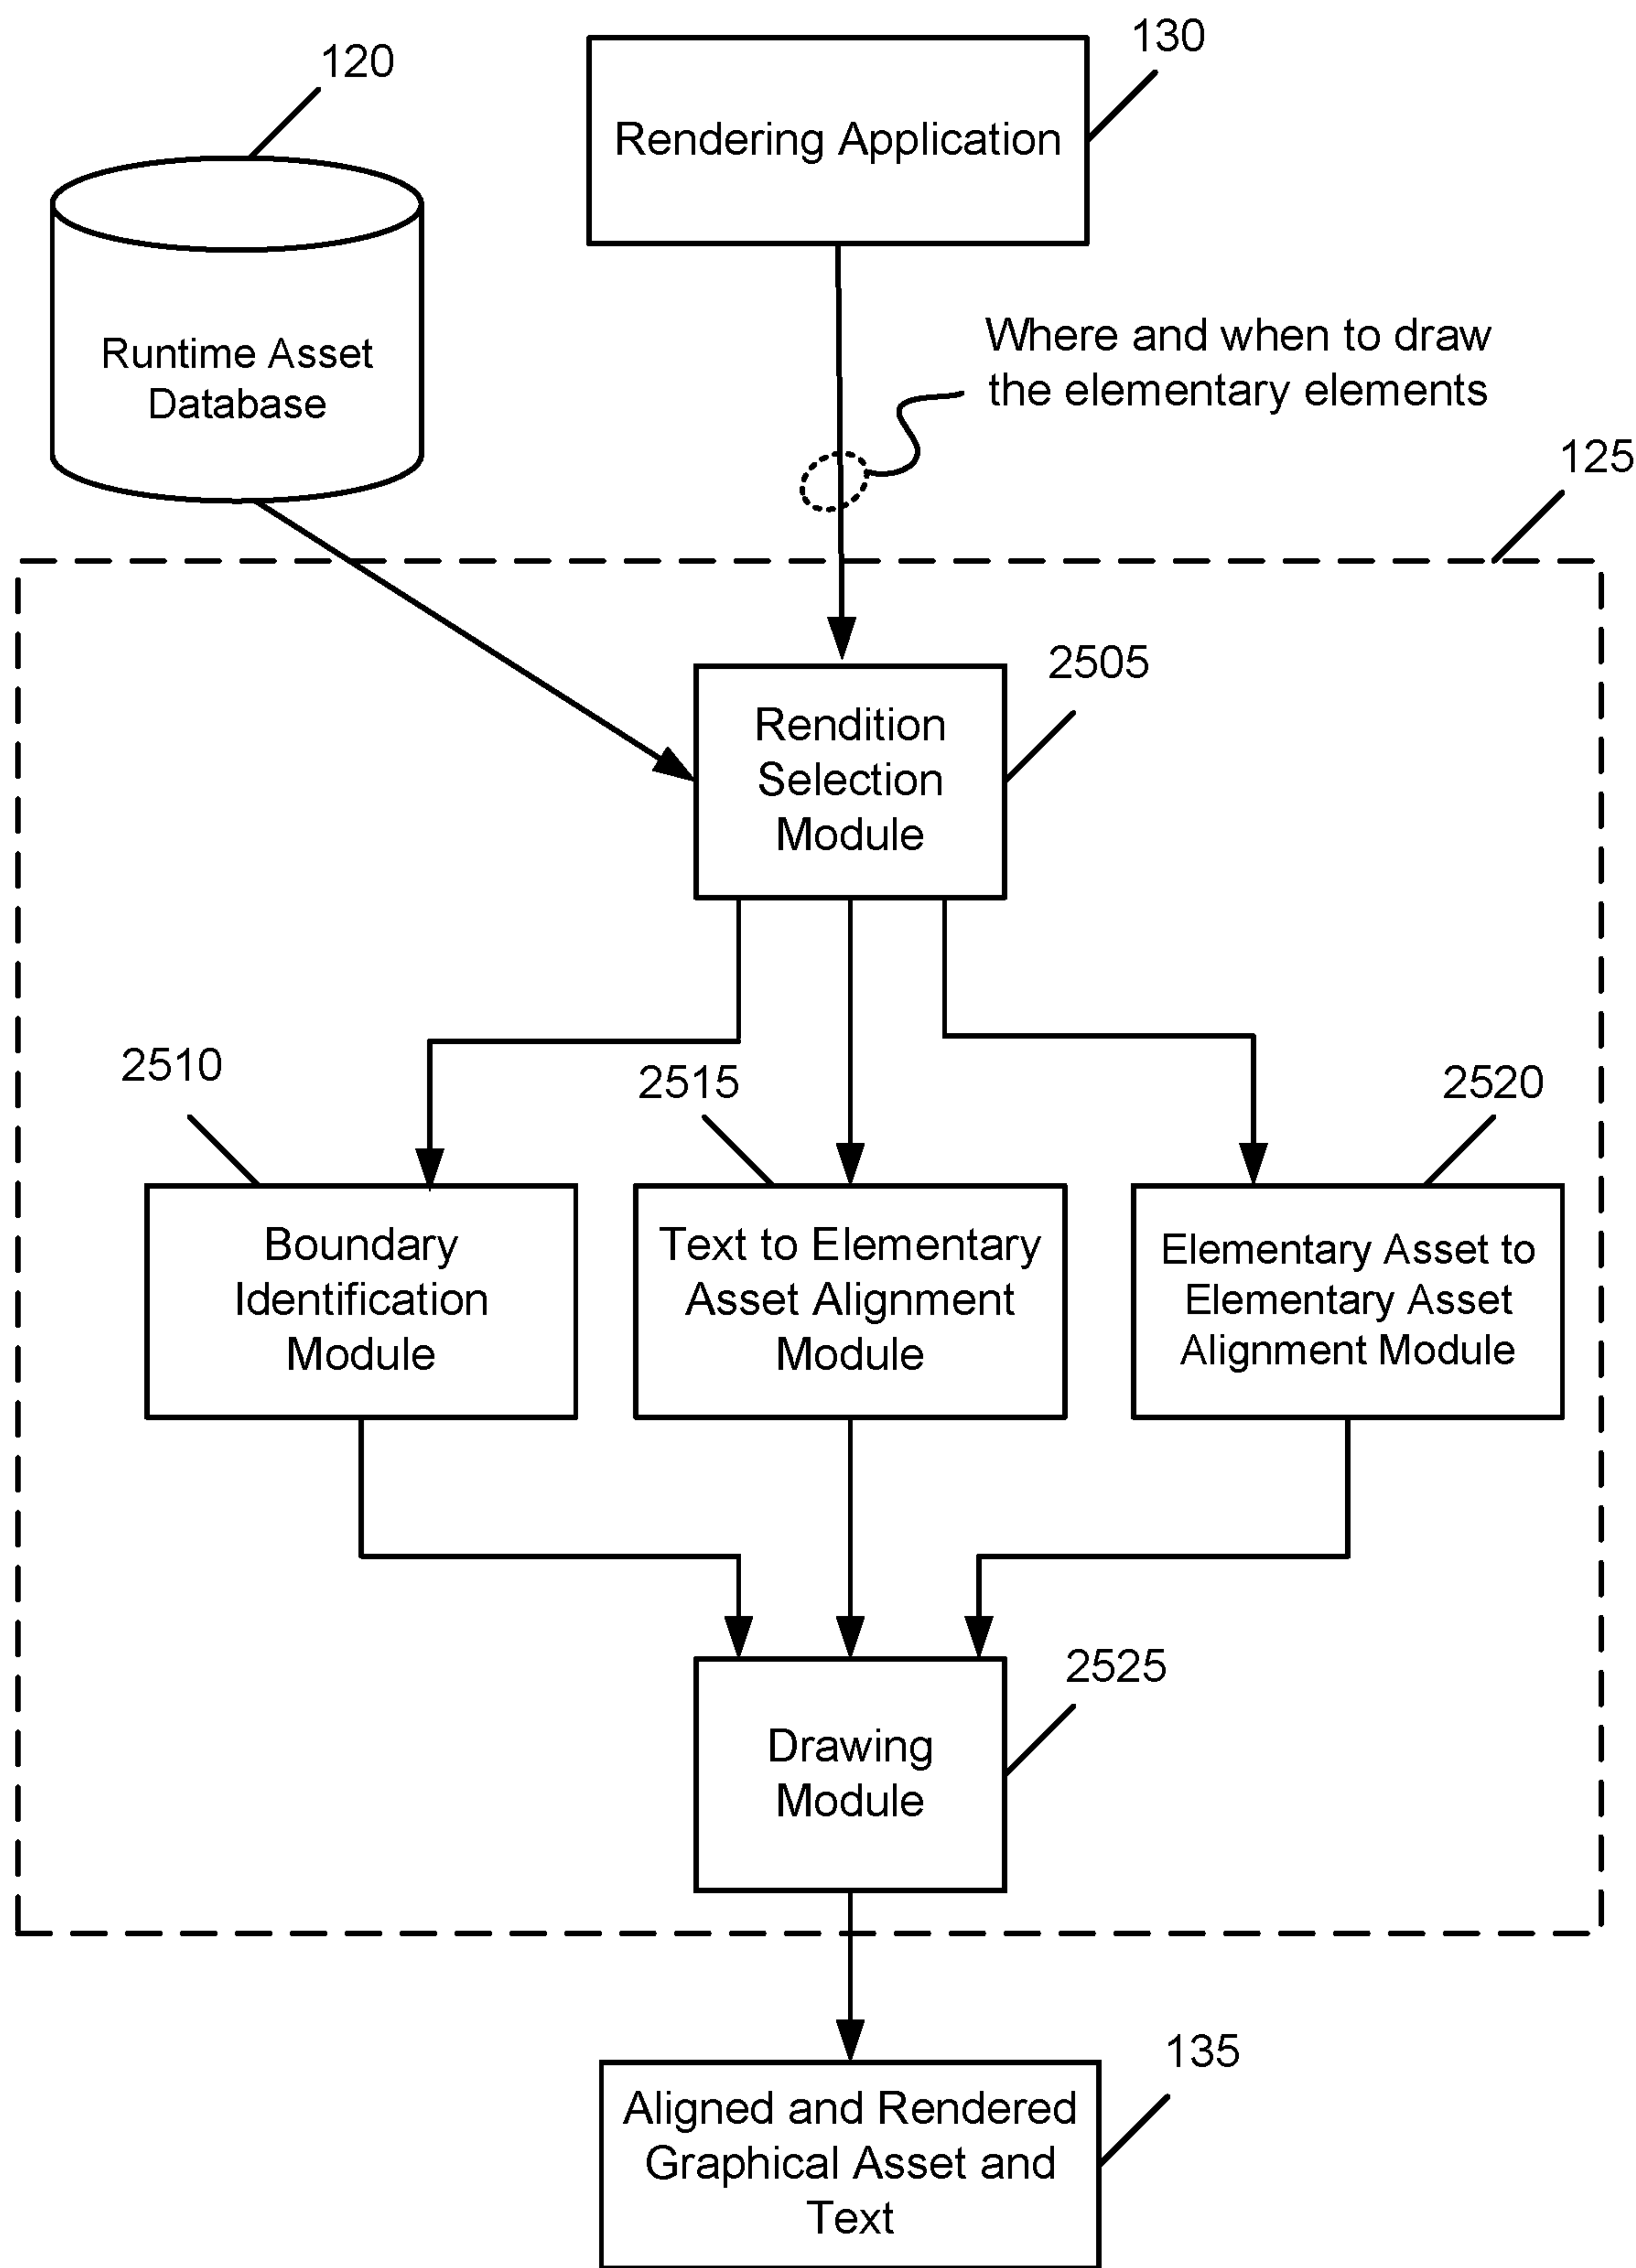 130
120
Rendering Application
Where and when to draw
the elementary elements
Runtime Asset
Database
125
2505
Rendition
Selection
Module
2510
2515
2520
Boundary
Identification
Module
Text to Elementary
Asset Alignment
Module
Elementary Asset to
Elementary Asset
Alignment Module
2525
Drawing
Module
135
Aligned and Rendered
Graphical Asset and
Text